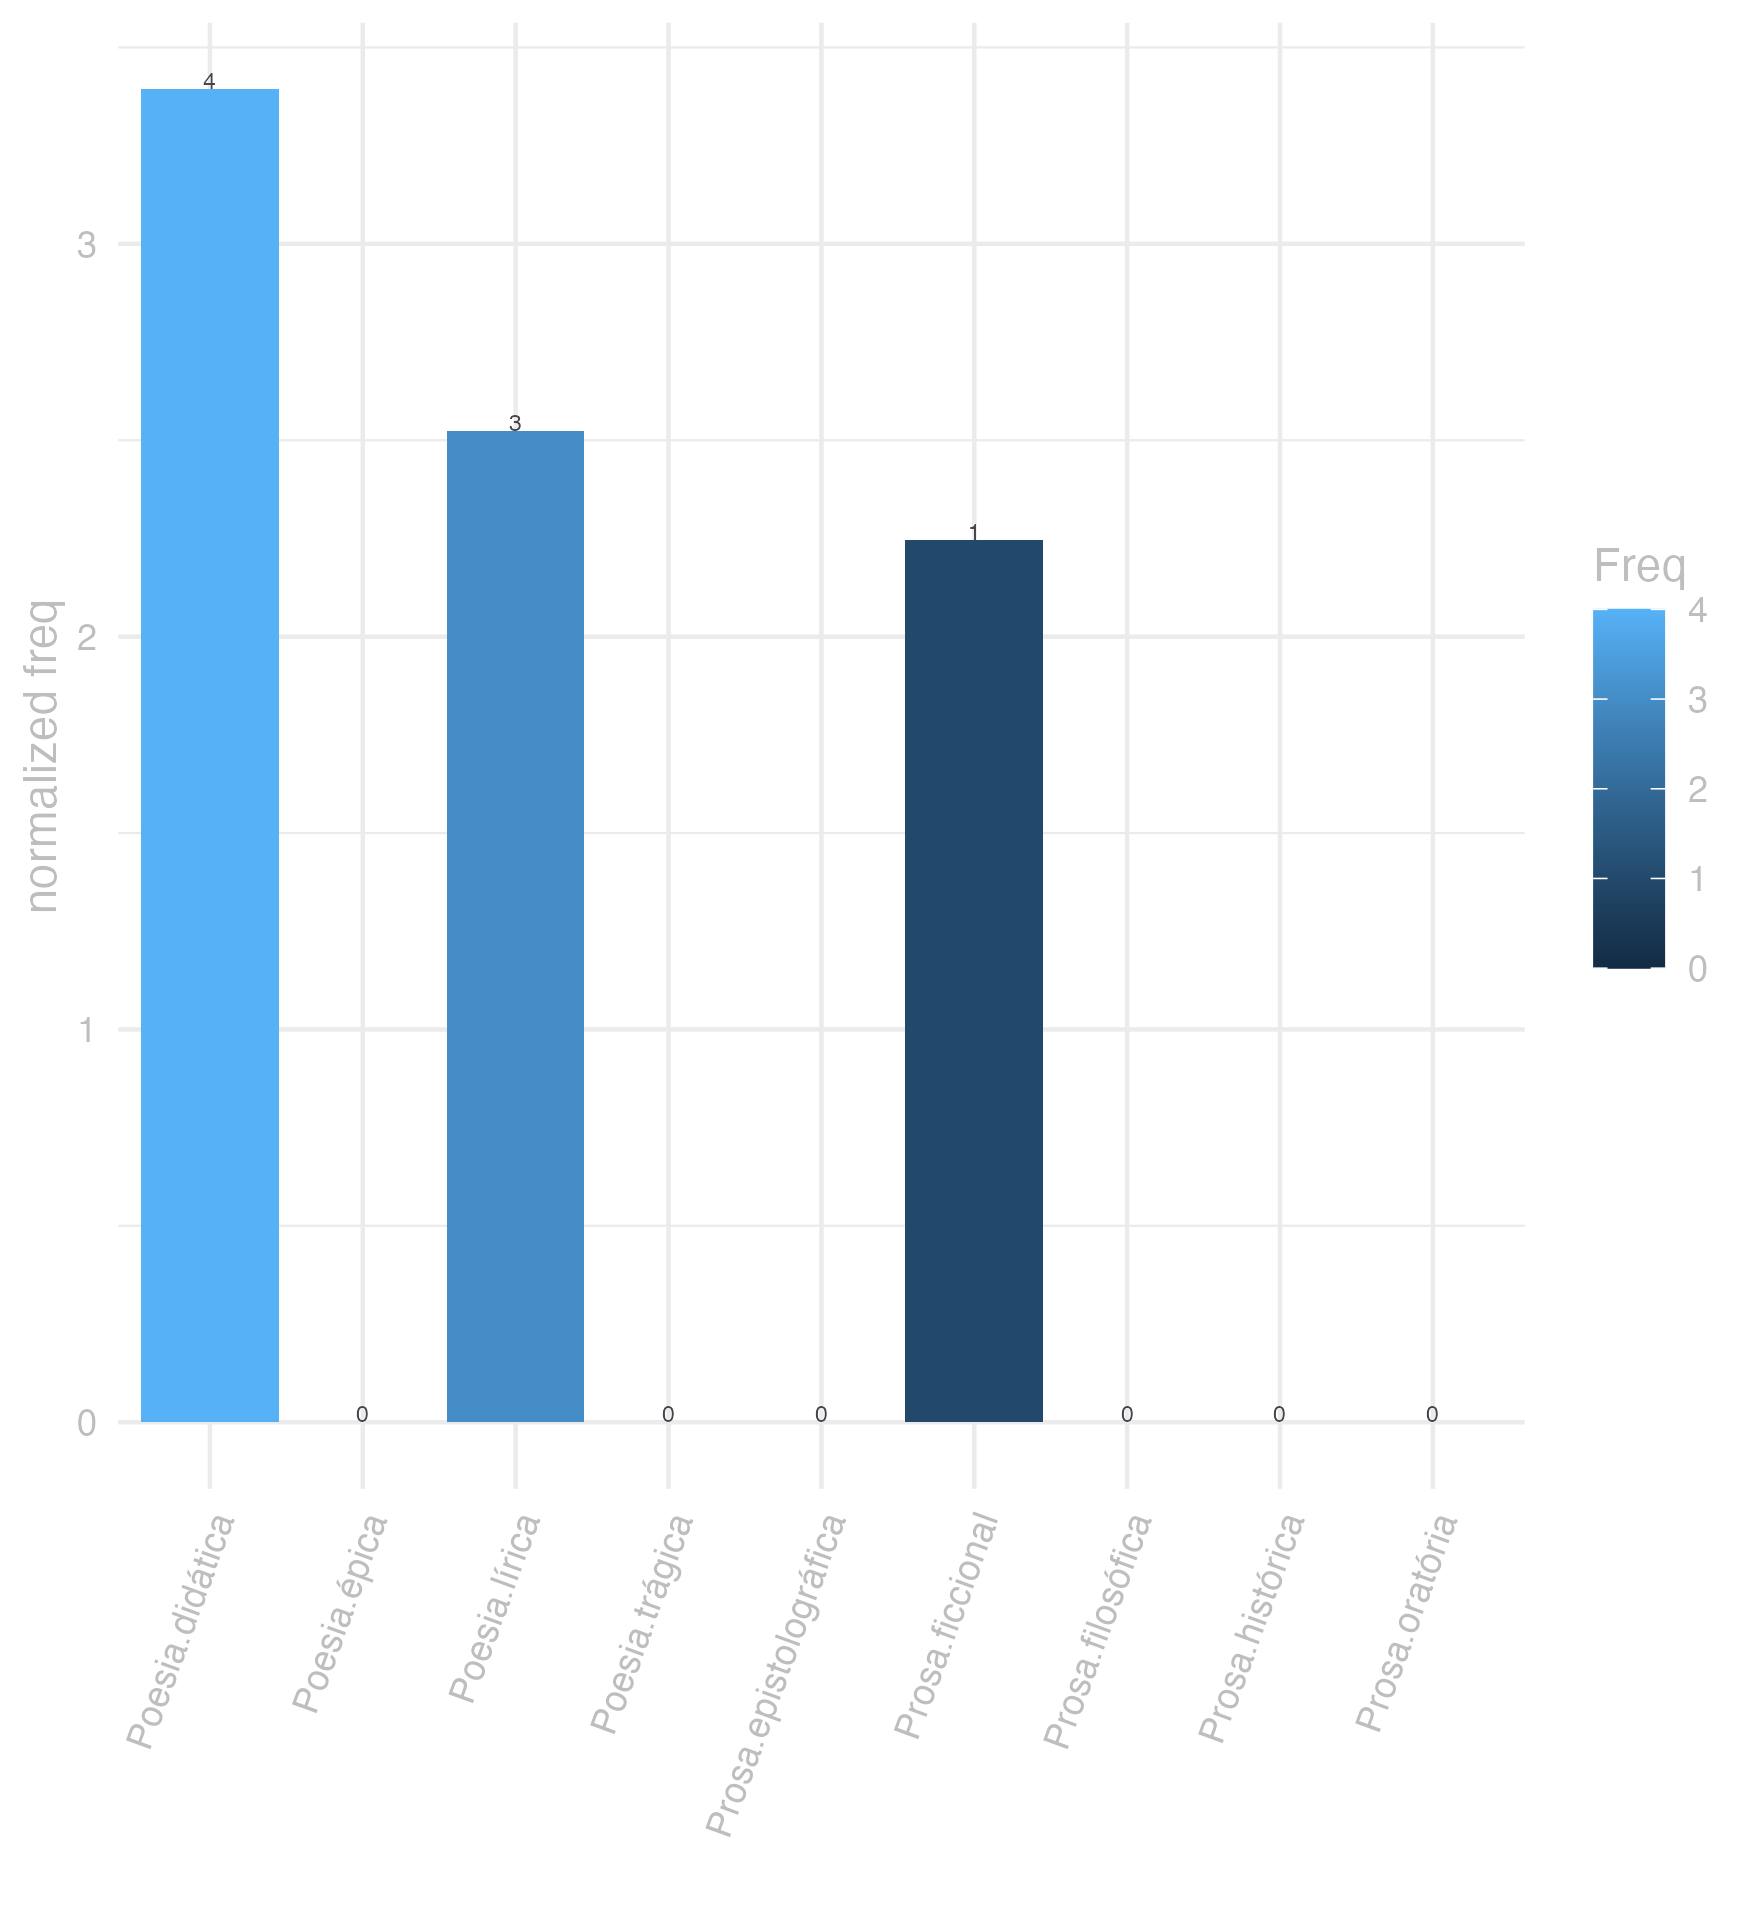 4
3
3
1
Freq
4
normalized freq
2
3
2
1
1
0
0
0
0
0
0
0
0
Poesia.didática
Poesia.épica
Poesia.lírica
Poesia.trágica
Prosa.epistolográfica
Prosa.ficcional
Prosa.filosófica
Prosa.histórica
Prosa.oratória